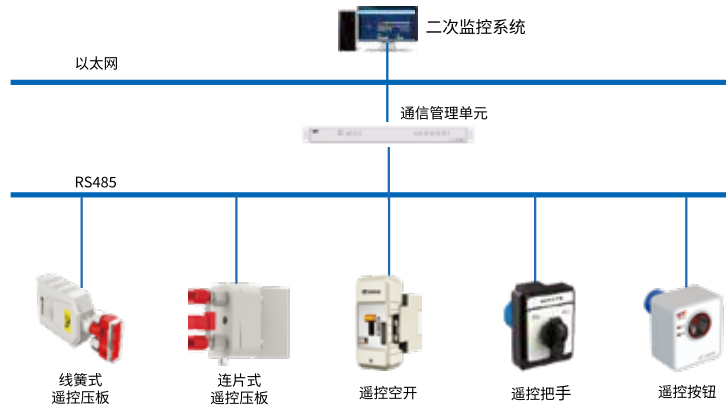 二次监控系统
以太网
通信管理单元
RS485
线簧式
遥控压板
连片式
遥控压板
遥控空开
遥控把手
遥控按钮